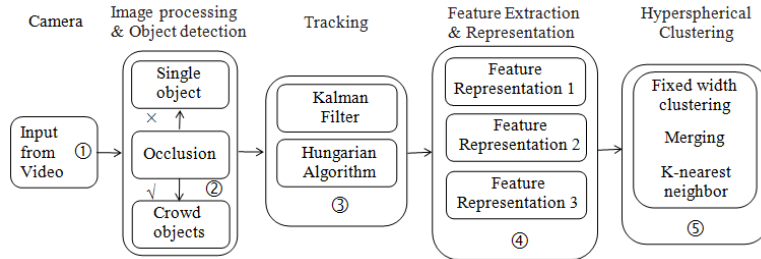 Camera
Image processing
& Object detection
Tracking
Feature Extraction
& Representation
Hyperspherical
Clustering
Input
from
Video
①
Single
object
×
Occlusion
②
√
Crowd
objects
Kalman
Filter
Hungarian
Algorithm
③
Feature
Representation 1
Feature
Representation 2
Feature
Representation 3
④
Fixed width
clustering
Merging
K-nearest
neighbor
⑤